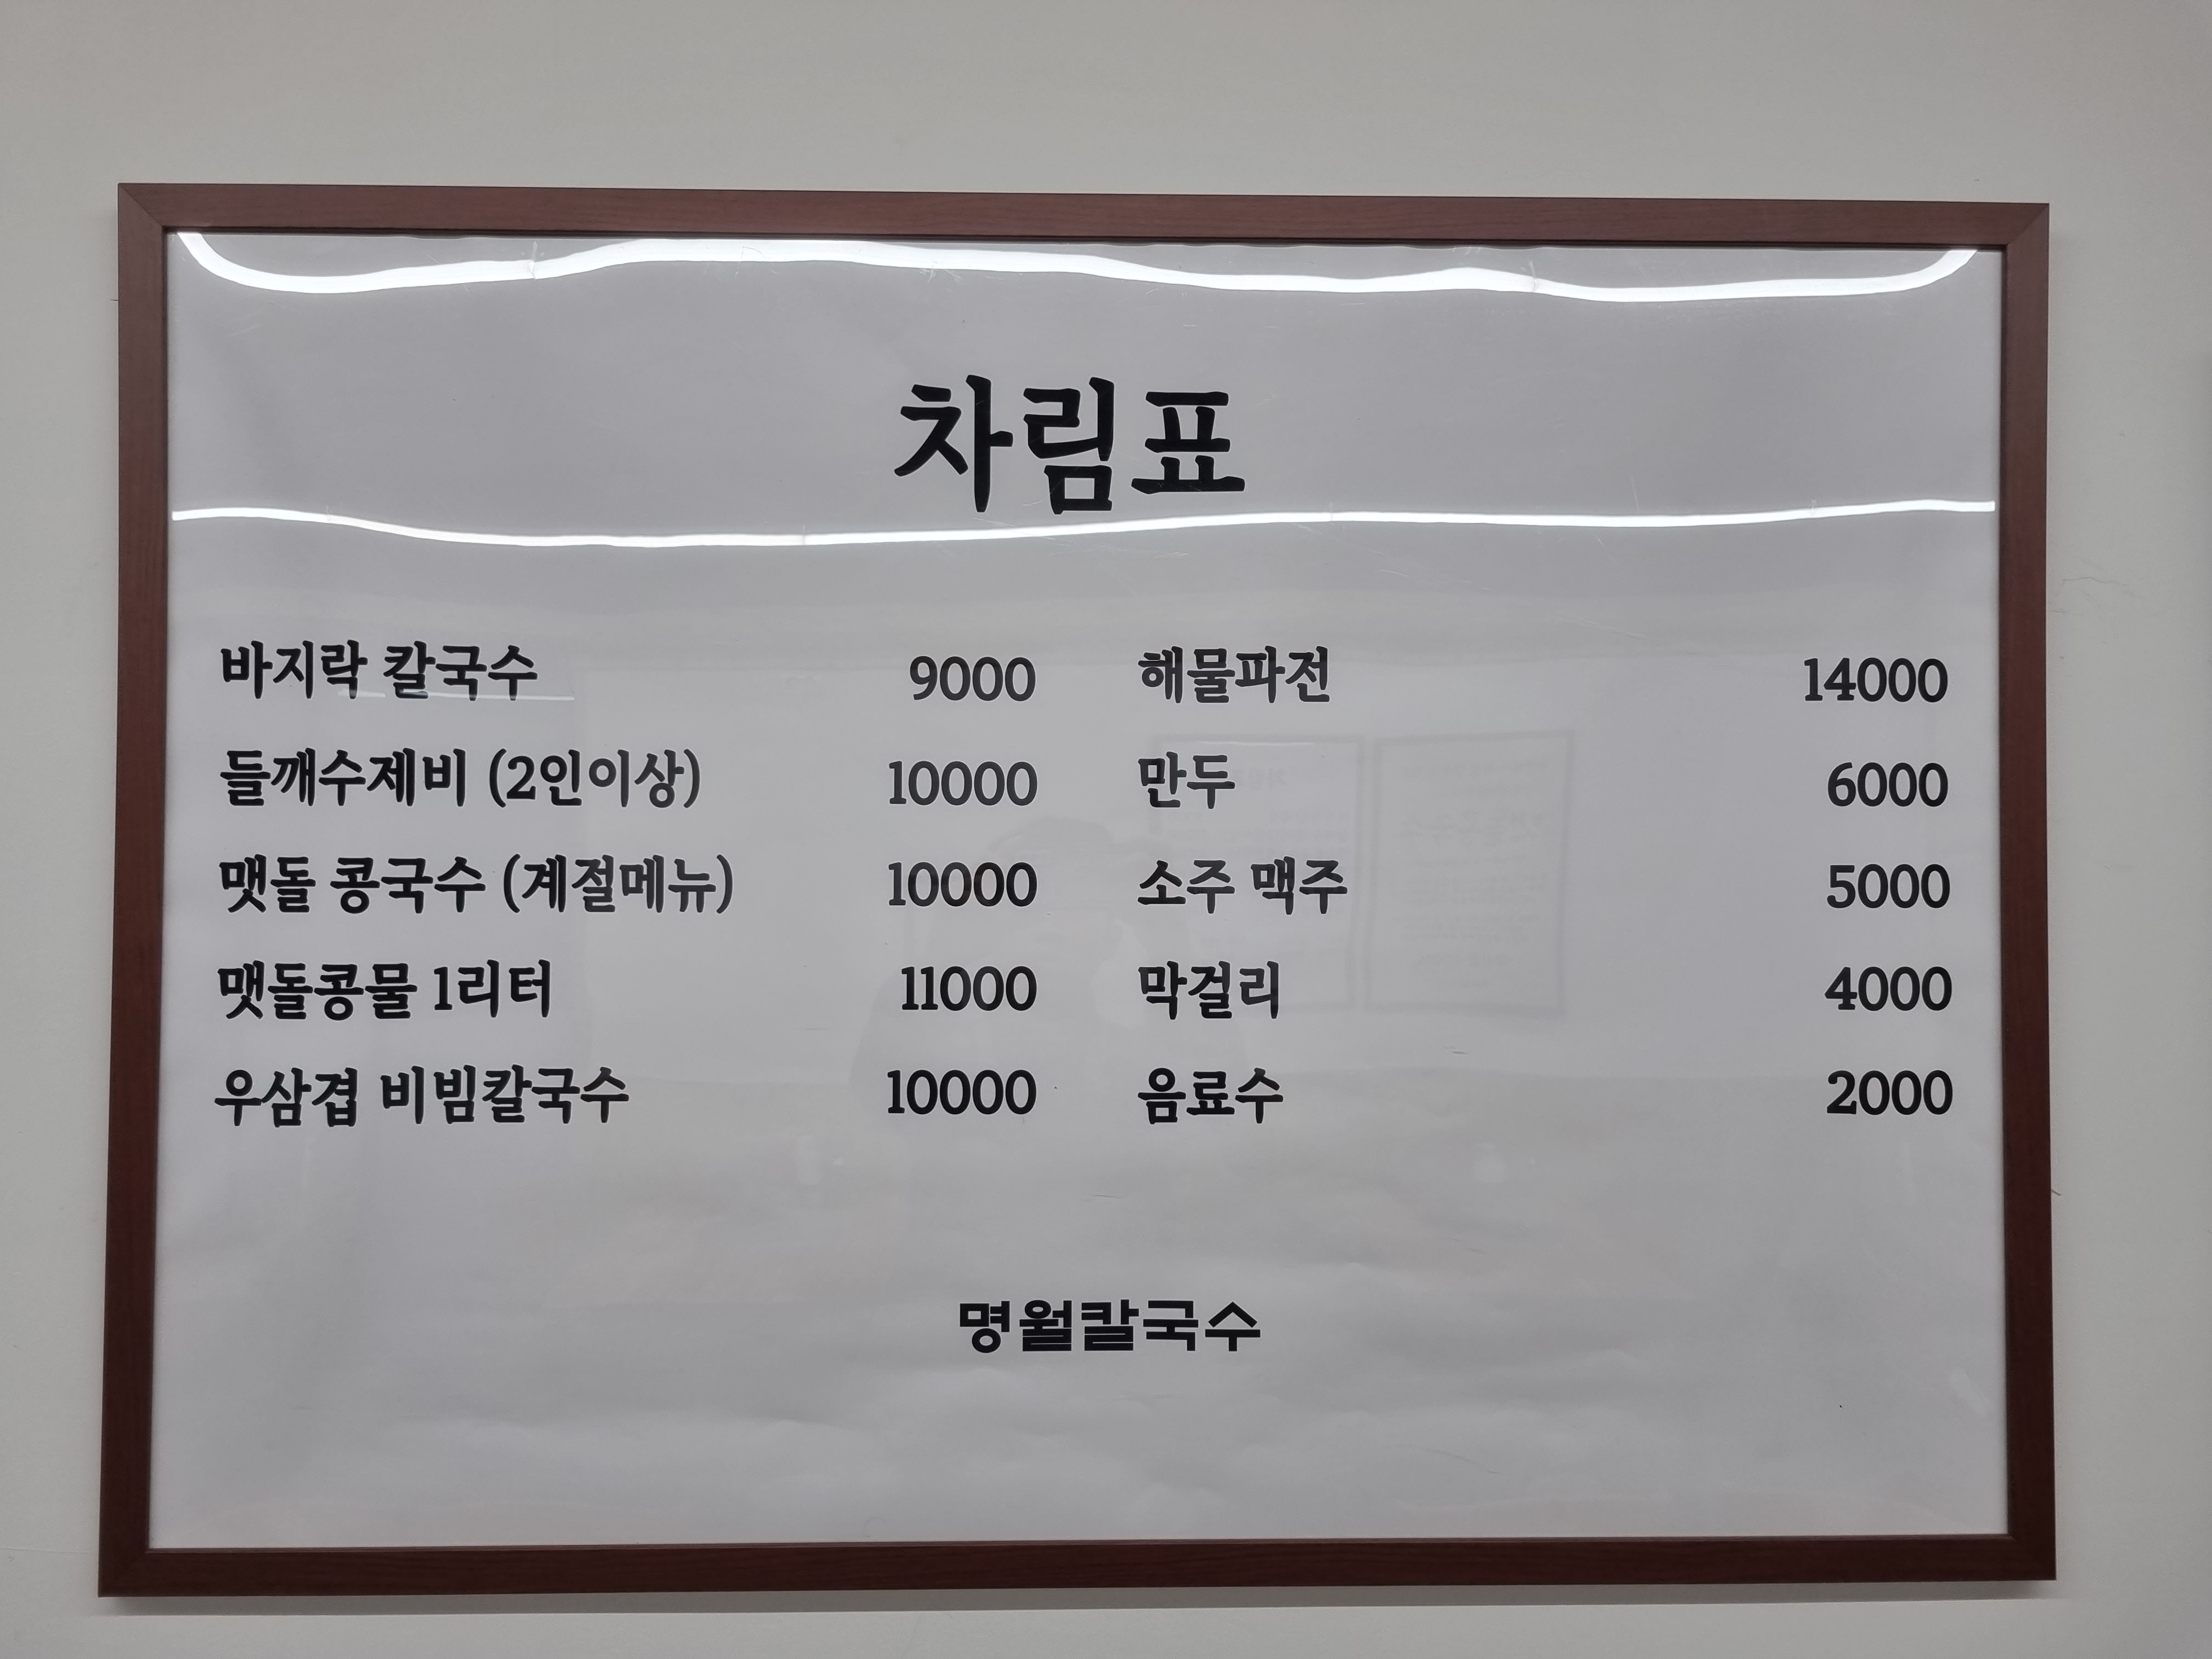 차림표
바지락 칼국수 9000
들깨수제비 (2인이상) 10000
맷돌 콩국수 (계절메뉴) 10000
맷돌콩물 1리터 11000
우삼겹 비빔칼국수 10000
해물파전 14000
만두 6000
소주 맥주 5000
막걸리 4000
음료수 2000
명월칼국수